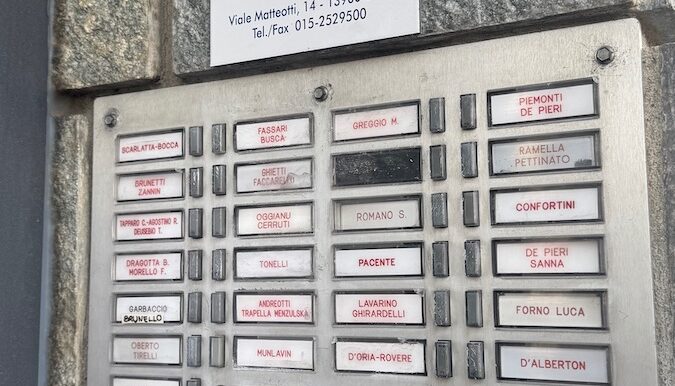 Viale Matteotti, 14 - 13900
Tel./Fax 015-2529500
SCARLATTA-BOCCA
BRUNETTI
ZANNIN
TAPPARO C.-AGOSTINO R.
DEUSEBIO T.
DRAGOTTA B.
MORELLO F.
GARBACCIO
BRUNELLO
OBERTO
TIRELLI
FASSARI
BUSCA
GHIETTI
FACCARELLO
OGGIANU
CERRUTI
TONELLI
ANDREOTTI
TRAPELLA MENZULSKA
MUNLAVIN
GREGGIO M.
ROMANO S.
PACENTE
LAVARINO
GHIRARDELLI
D'ORIA-ROVERE
PIEMONTI
DE PIERI
RAMELLA
PETTINATO
CONFORTINI
DE PIERI
SANNA
FORNO LUCA
D'ALBERTON